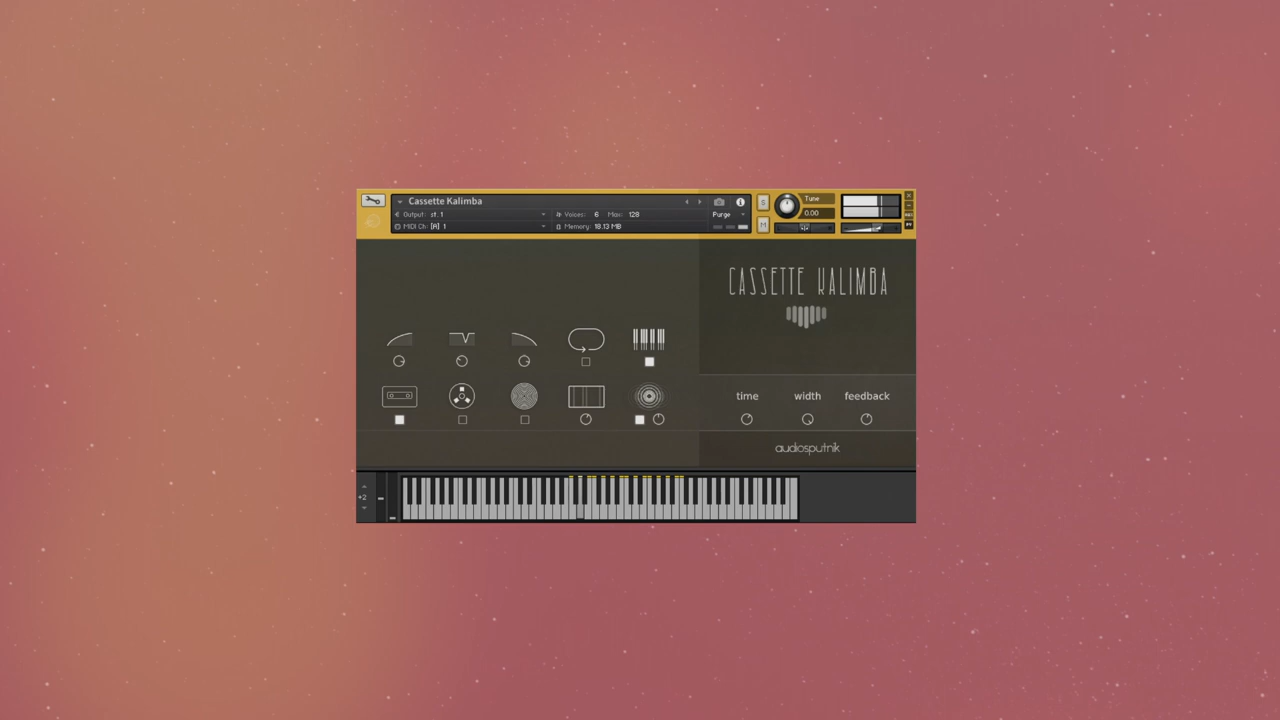 Cassette Kalimba
Output: st. 1
Voices: 6 Max: 128
Purge
MIDI Ch: [A] 1
Memory: 18.13 MB
S
M
Tune
0.00
CASSETTE KALIMBA
time width feedback
audiosputnik
+2